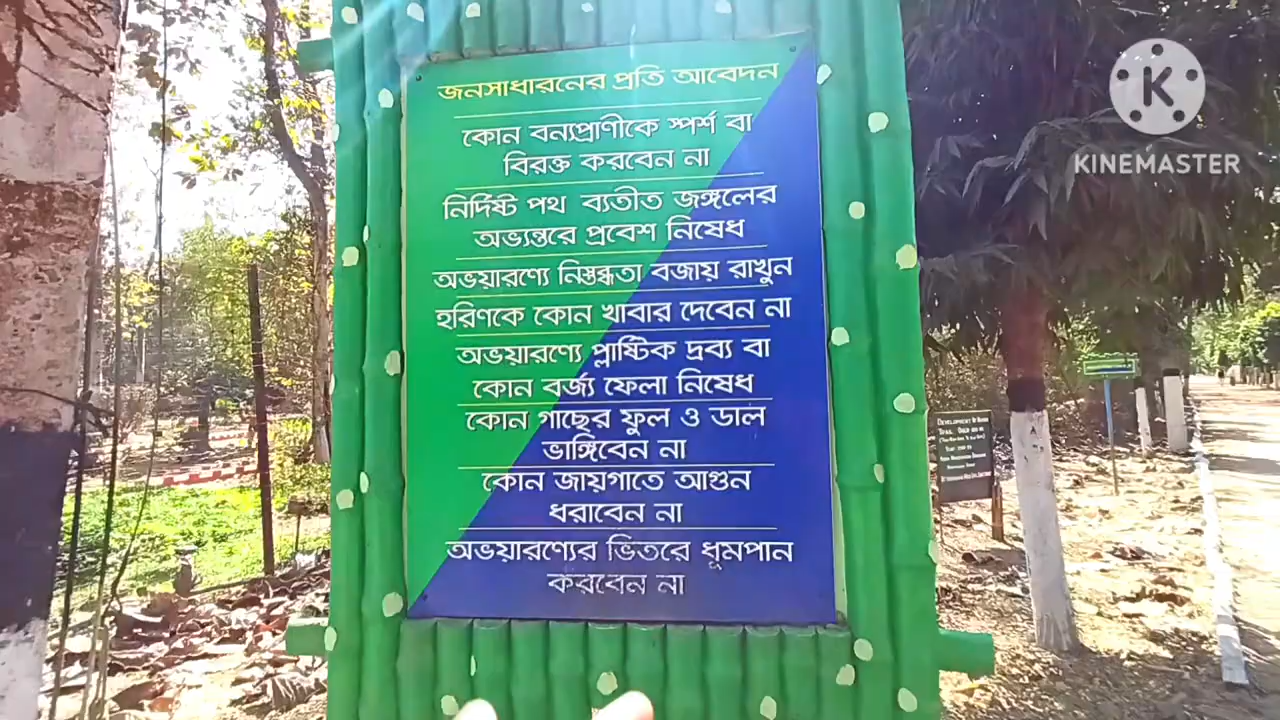 জনসাধারনের প্রতি আবেদন
কোন বন্যপ্রাণীকে স্পর্শ বা
বিরক্ত করবেন না
নির্দিষ্ট পথ ব্যতীত জঙ্গলের
অভ্যন্তরে প্রবেশ নিষেধ
অভয়ারণ্যে নিস্তব্ধতা বজায় রাখুন
হরিণকে কোন খাবার দেবেন না
অভয়ারণ্যে প্লাষ্টিক দ্রব্য বা
কোন বর্জ্য ফেলা নিষেধ
কোন গাছের ফুল ও ডাল
ভাঙ্গিবেন না
কোন জায়গাতে আগুন
ধরাবেন না
অভয়ারণ্যের ভিতরে ধূমপান
করবেন না
K
KINEMASTER